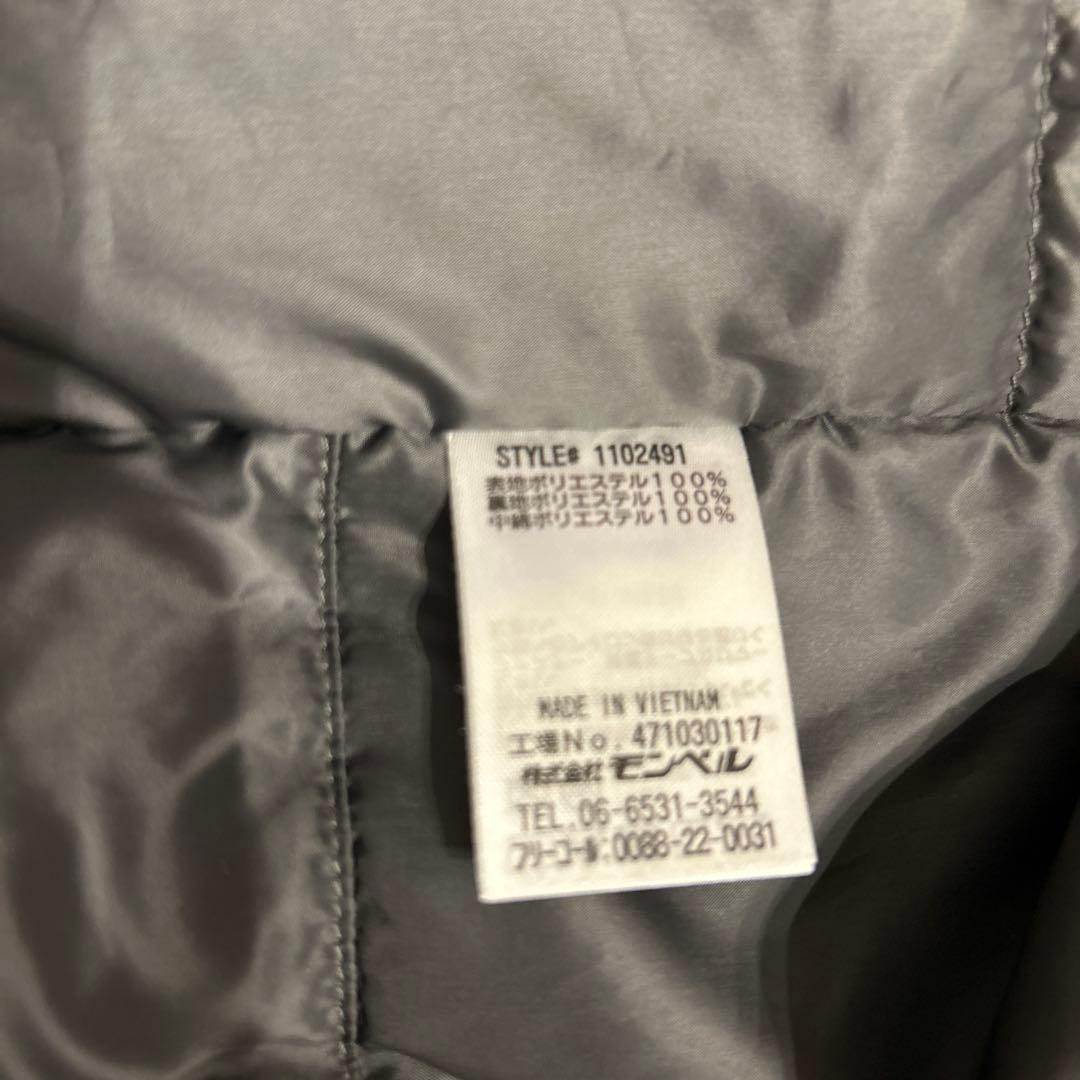 STYLE# 1102491
表地ポリエステル100%
裏地ポリエステル100%
中綿ポリエステル100%
MADE IN VIETNAM
工場No.471030117
株式会社 モンベル
TEL.06-6531-3544
フリーコール:0088-22-0031